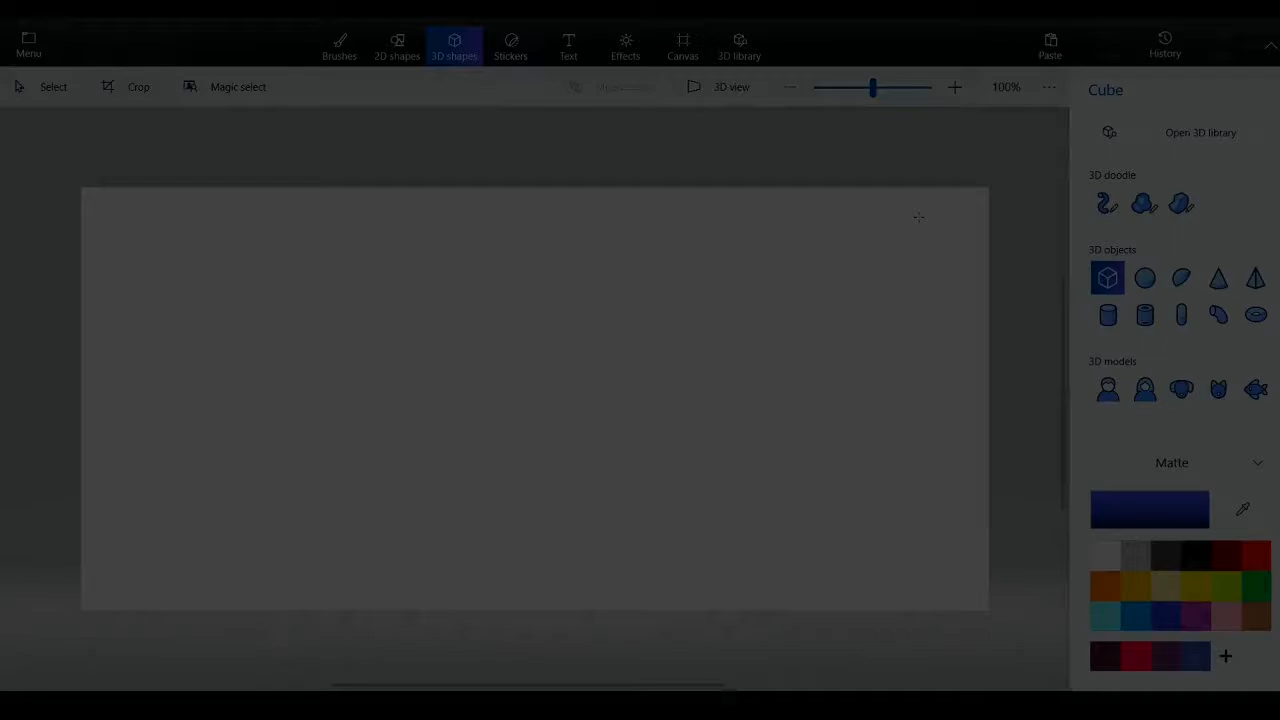 Menu
Brushes
2D shapes
3D shapes
Stickers
Text
Effects
Canvas
3D library
Paste
History
Select
Crop
Magic select
3D view
100%
Cube
Open 3D library
3D doodle
3D objects
3D models
Matte